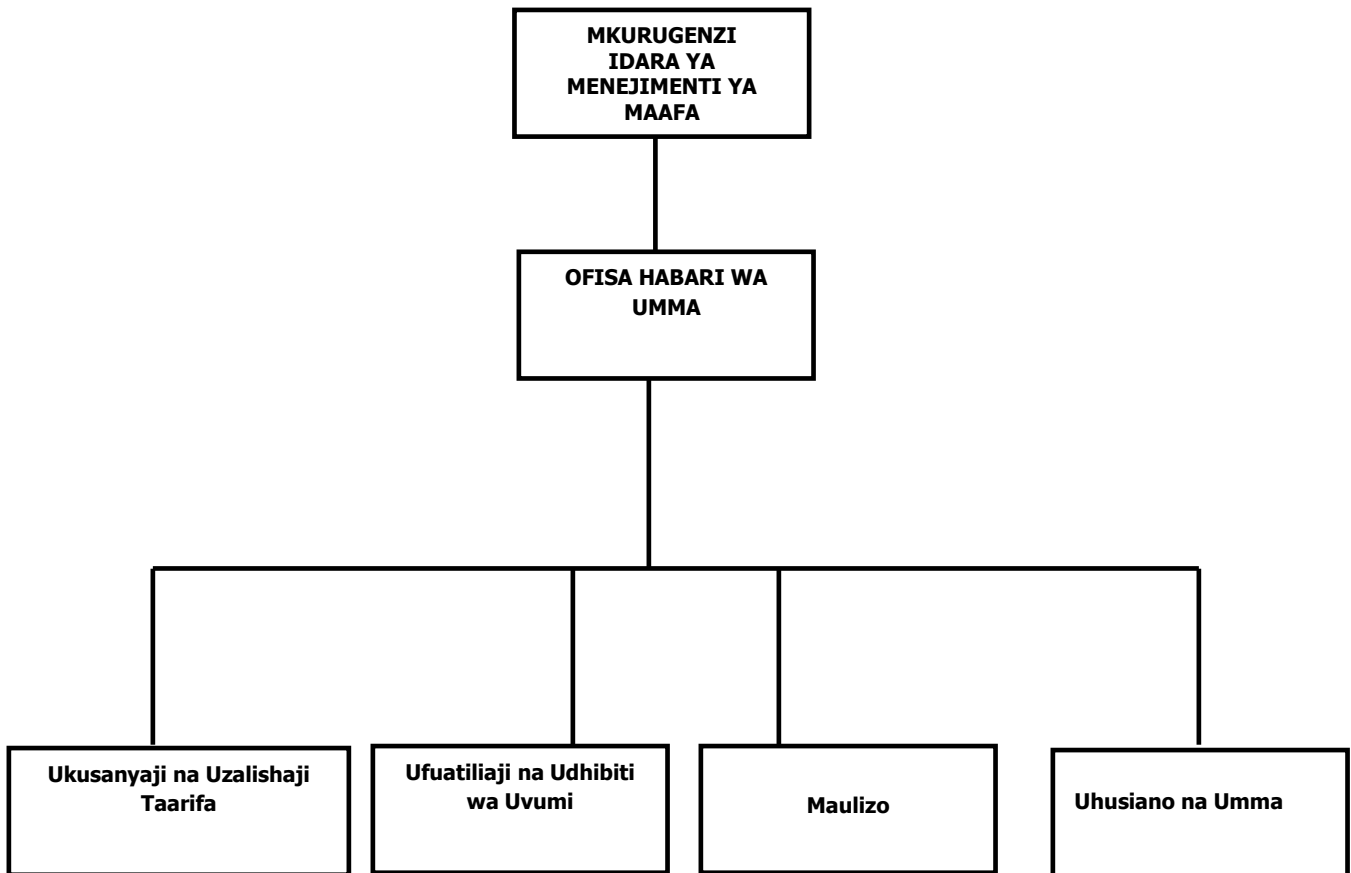 MKURUGENZI
IDARA YA
MENEJIMENTI YA
MAAFA
OFISA HABARI WA
UMMA
Ukusanyaji na Uzalishaji
Taarifa
Ufuatiliaji na Udhibiti
wa Uvumi
Maulizo
Uhusiano na Umma